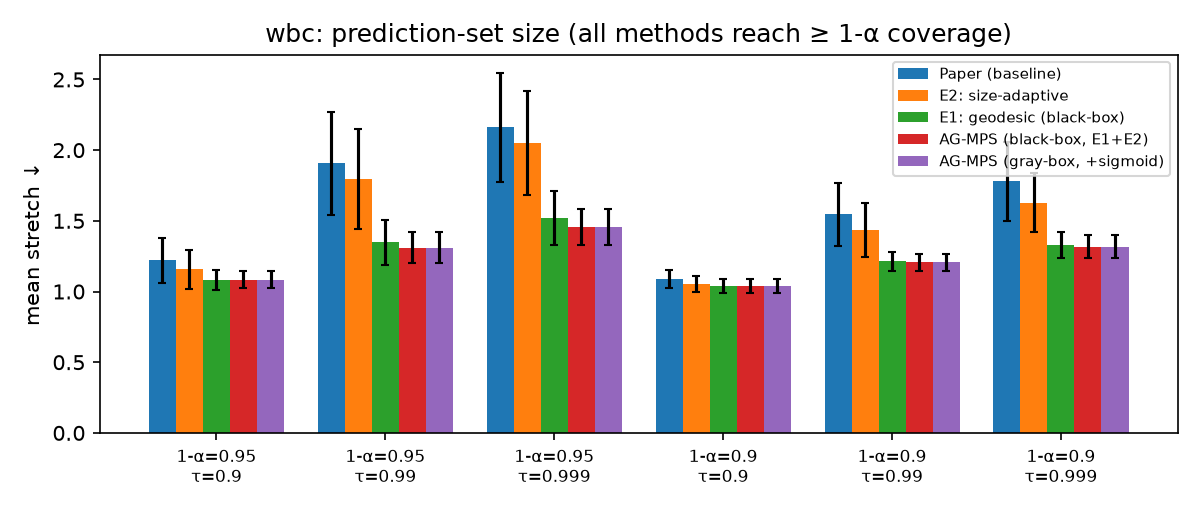 wbc: prediction-set size (all methods reach ≥ 1-α coverage)
mean stretch ↓
2.5
2.0
1.5
1.0
0.5
0.0
Paper (baseline)
E2: size-adaptive
E1: geodesic (black-box)
AG-MPS (black-box, E1+E2)
AG-MPS (gray-box, +sigmoid)
1-α=0.95
τ=0.9
1-α=0.95
τ=0.99
1-α=0.95
τ=0.999
1-α=0.9
τ=0.9
1-α=0.9
τ=0.99
1-α=0.9
τ=0.999